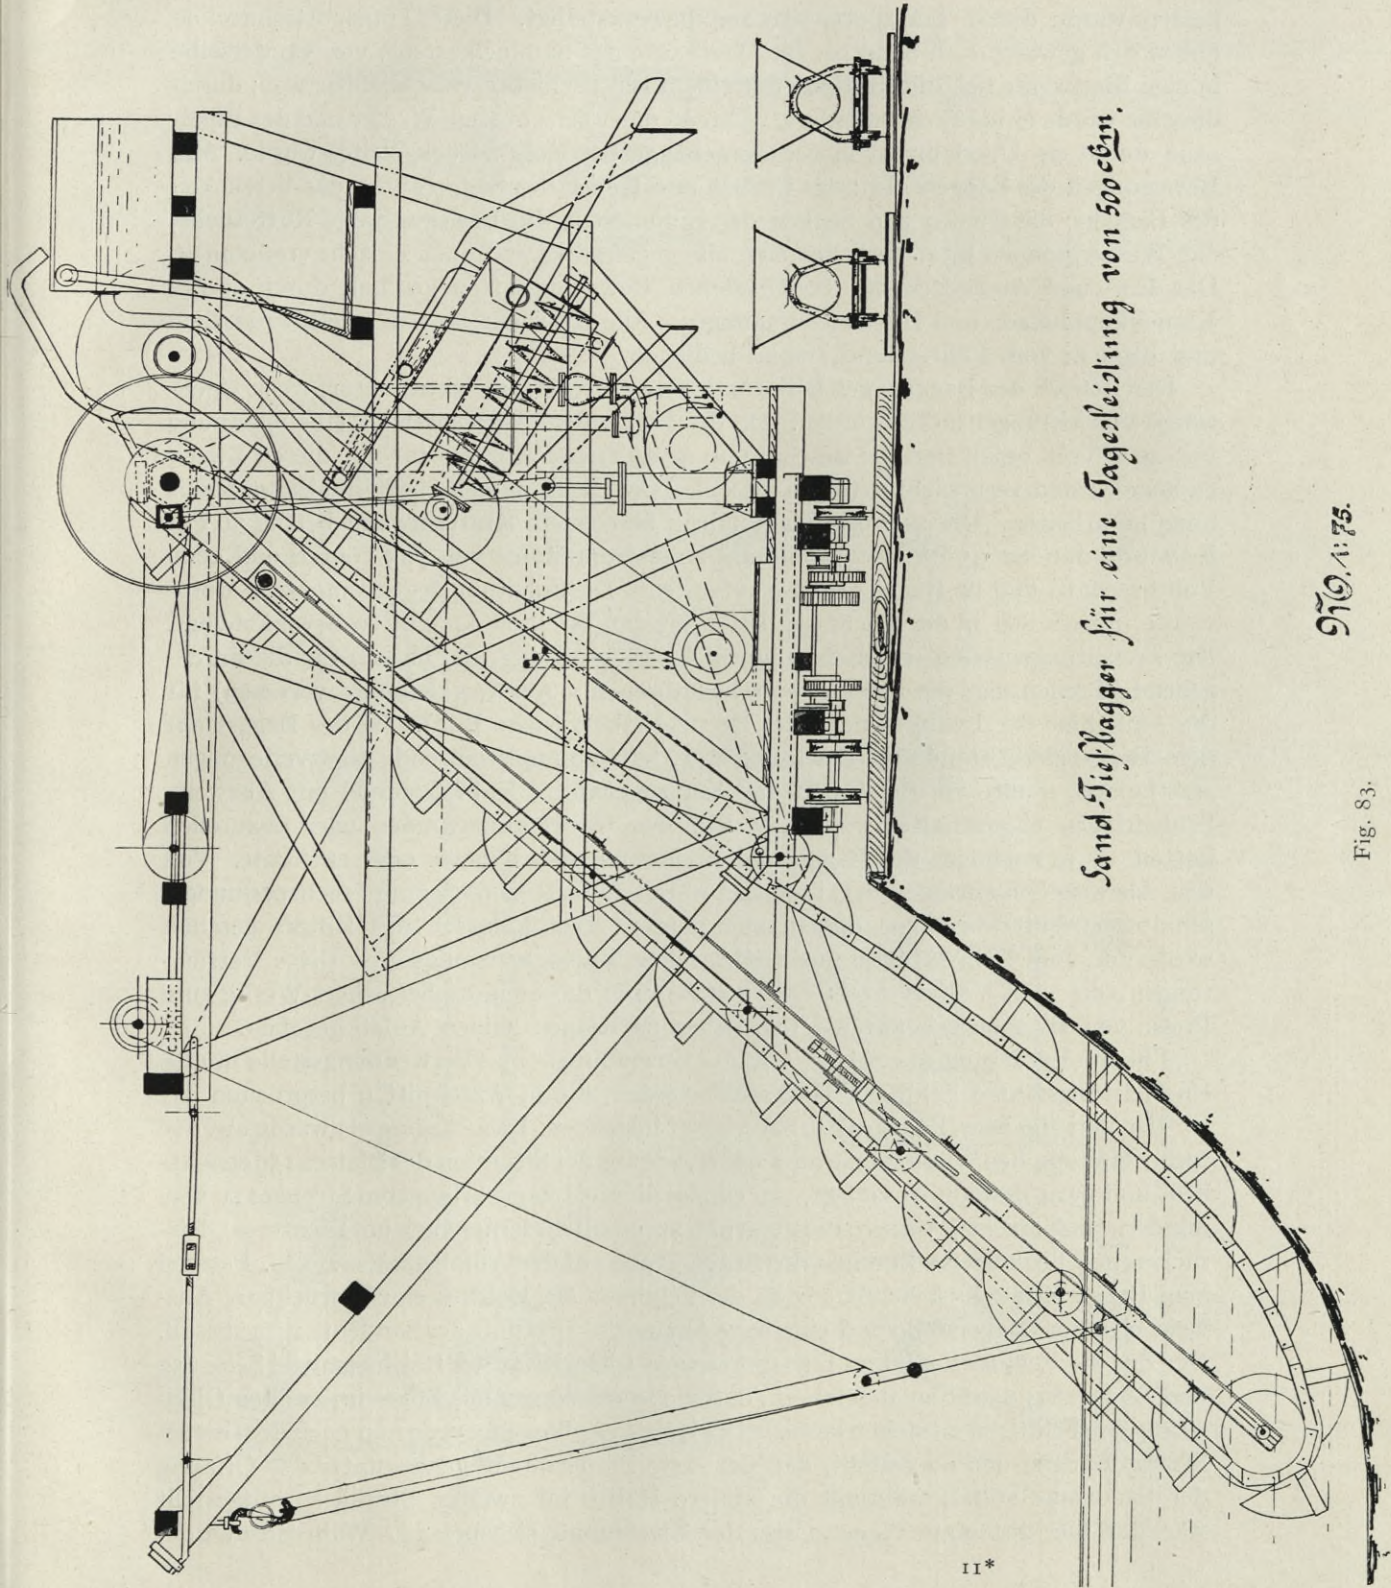 Sand-Tiefbagger für eine Tagesleistung von 500 cbm.
M. 1:75.
Fig. 83.
11*